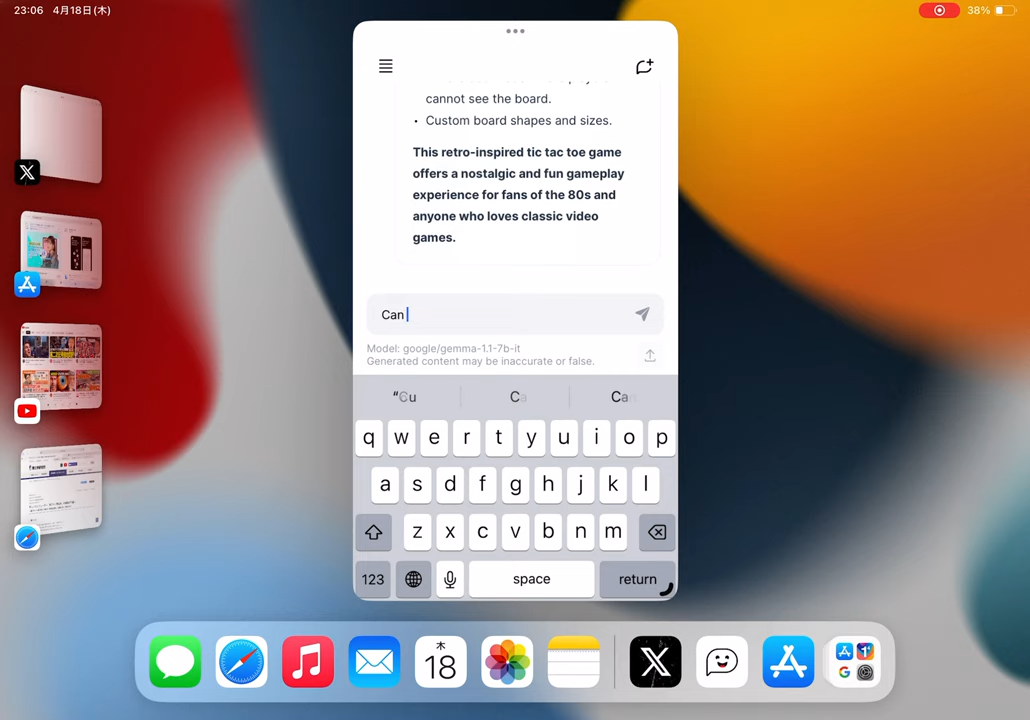 23:06 4月18日(木)
38%
cannot see the board.
• Custom board shapes and sizes.
This retro-inspired tic tac toe game
offers a nostalgic and fun gameplay
experience for fans of the 80s and
anyone who loves classic video
games.
Can
Model: google/gemma-1.1-7b-it
Generated content may be inaccurate or false.
q w e r t y u i o p
a s d f g h j k l
z x c v b n m
123 space return
木
18